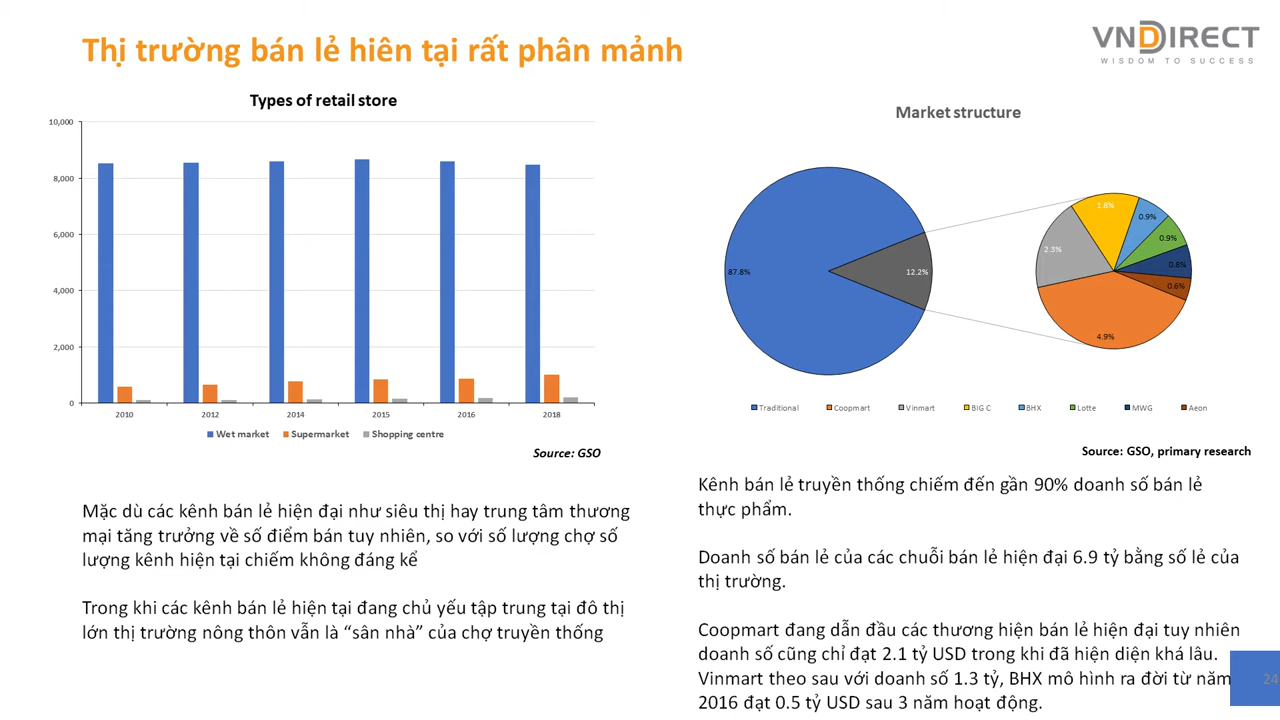 Thị trường bán lẻ hiên tại rất phân mảnh
VNDIRECT
WISDOM TO SUCCESS
Types of retail store
10,000
8,000
6,000
4,000
2,000
0
2010 2012 2014 2015 2016 2018
Wet market Supermarket Shopping centre
Source: GSO
Mặc dù các kênh bán lẻ hiện đại như siêu thị hay trung tâm thương
mại tăng trưởng về số điểm bán tuy nhiên, so với số lượng chợ số
lượng kênh hiện tại chiếm không đáng kể
Trong khi các kênh bán lẻ hiện tại đang chủ yếu tập trung tại đô thị
lớn thị trường nông thôn vẫn là “sân nhà” của chợ truyền thống
Market structure
87.8%
12.2%
1.8%
0.9%
0.9%
2.3%
0.8%
0.6%
4.9%
Traditional Coopmart Vinmart BIG C BHX Lotte MWG Aeon
Source: GSO, primary research
Kênh bán lẻ truyền thống chiếm đến gần 90% doanh số bán lẻ
thực phẩm.
Doanh số bán lẻ của các chuỗi bán lẻ hiện đại 6.9 tỷ bằng số lẻ của
thị trường.
Coopmart đang dẫn đầu các thương hiện bán lẻ hiện đại tuy nhiên
doanh số cũng chỉ đạt 2.1 tỷ USD trong khi đã hiện diện khá lâu.
Vinmart theo sau với doanh số 1.3 tỷ, BHX mô hình ra đời từ năm
2016 đạt 0.5 tỷ USD sau 3 năm hoạt động.
24